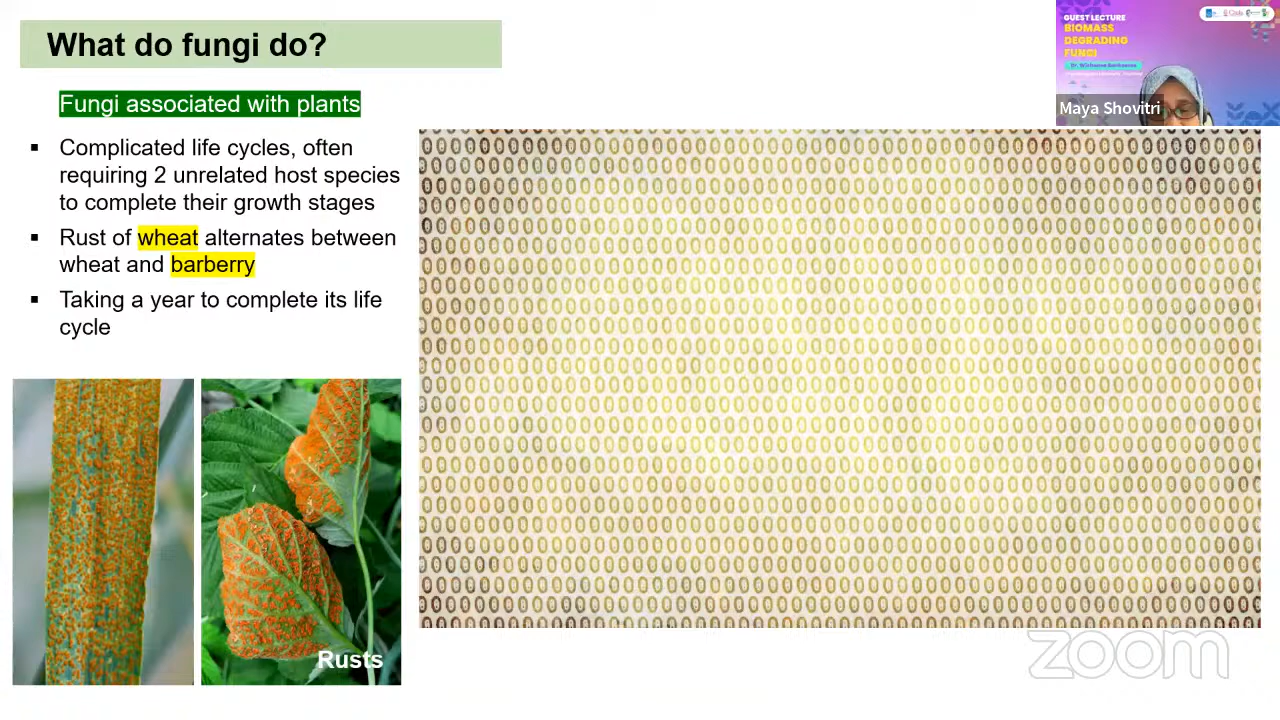 What do fungi do?
Fungi associated with plants
▪ Complicated life cycles, often
requiring 2 unrelated host species
to complete their growth stages
▪ Rust of wheat alternates between
wheat and barberry
▪ Taking a year to complete its life
cycle
Rusts
GUEST LECTURE
BIOMASS
DEGRADING
FUNGI
Maya Shovitri
zoom